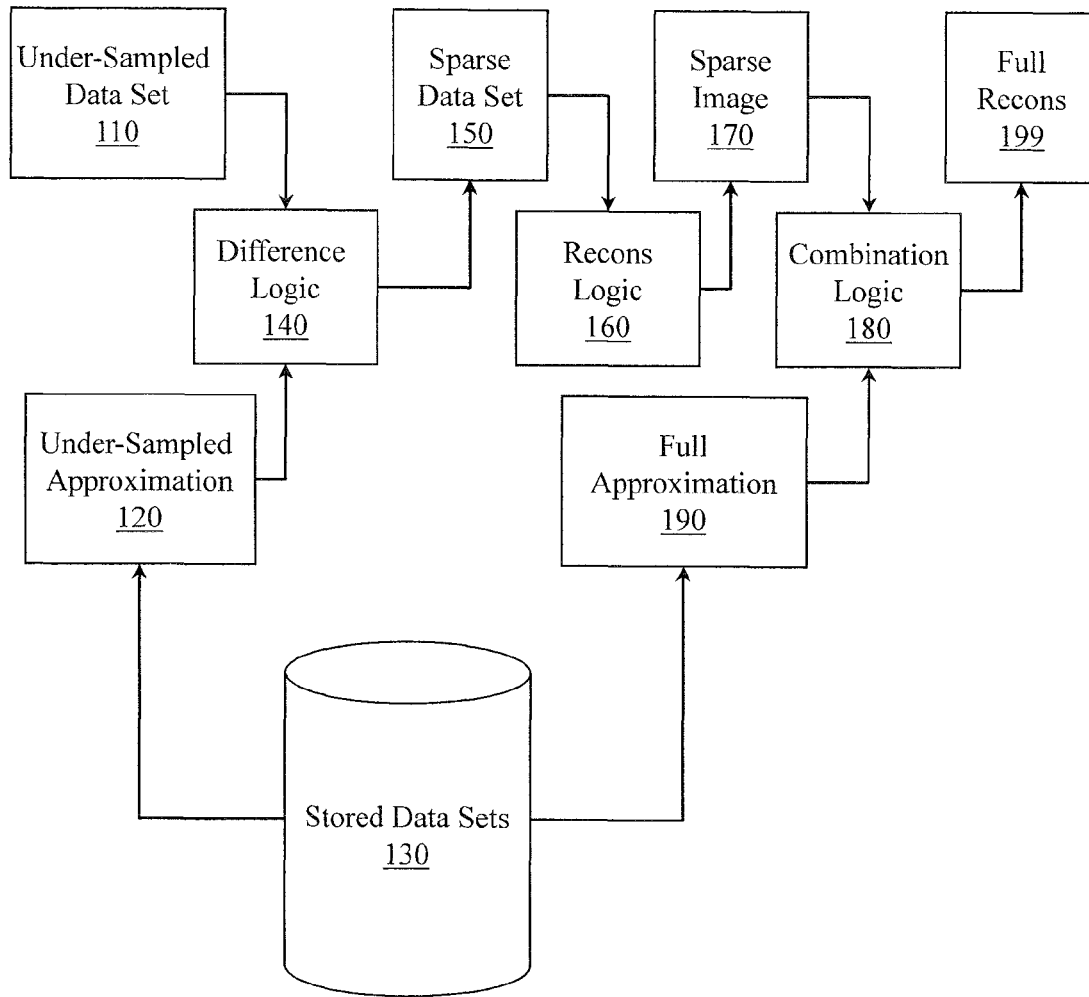 Under-Sampled
Data Set
110
Sparse
Data Set
150
Sparse
Image
170
Full
Recons
199
Difference
Logic
140
Recons
Logic
160
Combination
Logic
180
Under-Sampled
Approximation
120
Full
Approximation
190
Stored Data Sets
130